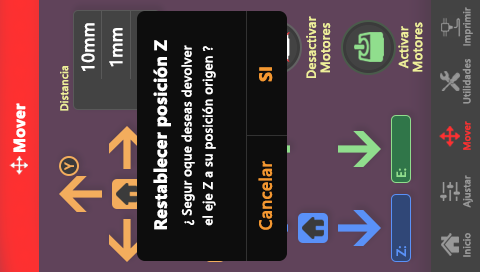 Mover
Distancia
10mm
1mm
Restablecer posición Z
¿ Segur oque deseas devolver
el eje Z a su posición origen ?
Cancelar
SI
Desactivar
Motores
Activar
Motores
Y
Z:
E:
Inicio
Ajustar
Mover
Utilidades
Imprimir